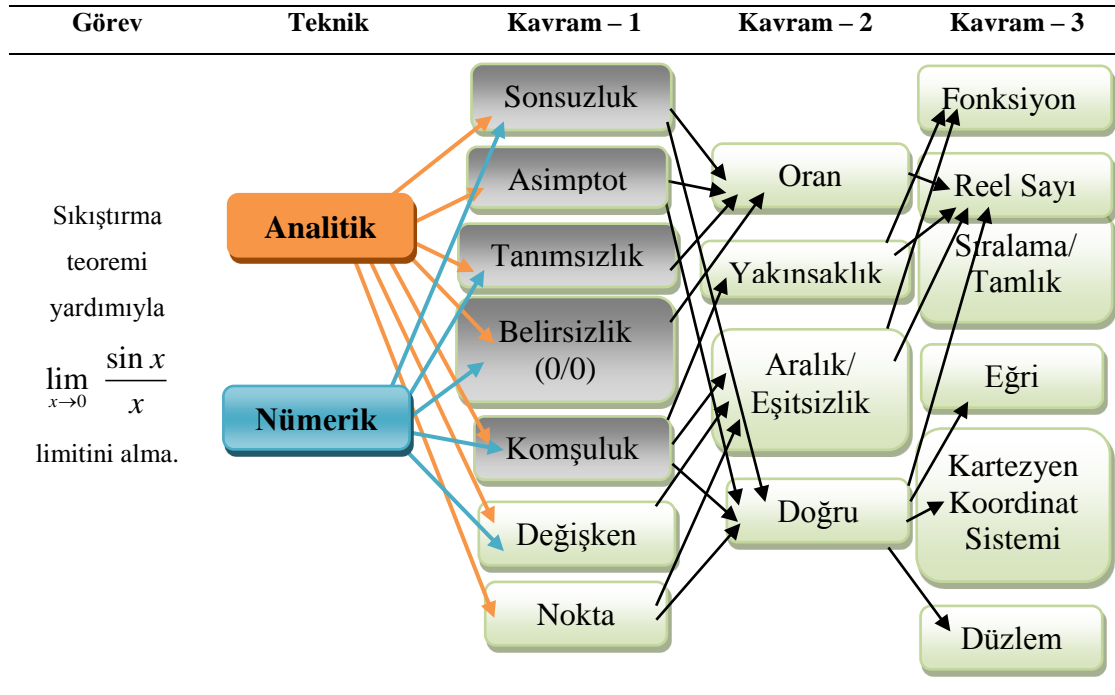 Görev Teknik Kavram – 1 Kavram – 2 Kavram – 3
Sıkıştırma
teoremi
yardımıyla
lim x→0 sin x / x
limitini alma.
Analitik
Nümerik
Sonsuzluk
Asimptot
Tanımsızlık
Belirsizlik
(0/0)
Komşuluk
Değişken
Nokta
Oran
Yakınsaklık
Aralık/
Eşitsizlik
Doğru
Fonksiyon
Reel Sayı
Sıralama/
Tamlık
Eğri
Kartezyen
Koordinat
Sistemi
Düzlem